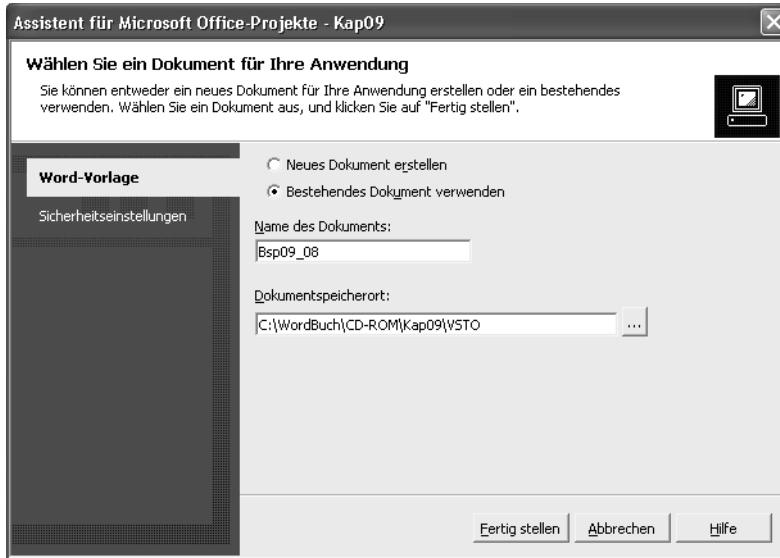 Assistent für Microsoft Office-Projekte - Kap09
Wählen Sie ein Dokument für Ihre Anwendung
Sie können entweder ein neues Dokument für Ihre Anwendung erstellen oder ein bestehendes
verwenden. Wählen Sie ein Dokument aus, und klicken Sie auf "Fertig stellen".
Word-Vorlage
Sicherheitseinstellungen
Neues Dokument erstellen
Bestehendes Dokument verwenden
Name des Dokuments:
Bsp09_08
Dokumentspeicherort:
C:\WordBuch\CD-ROM\Kap09\VSTO
...
Fertig stellen
Abbrechen
Hilfe